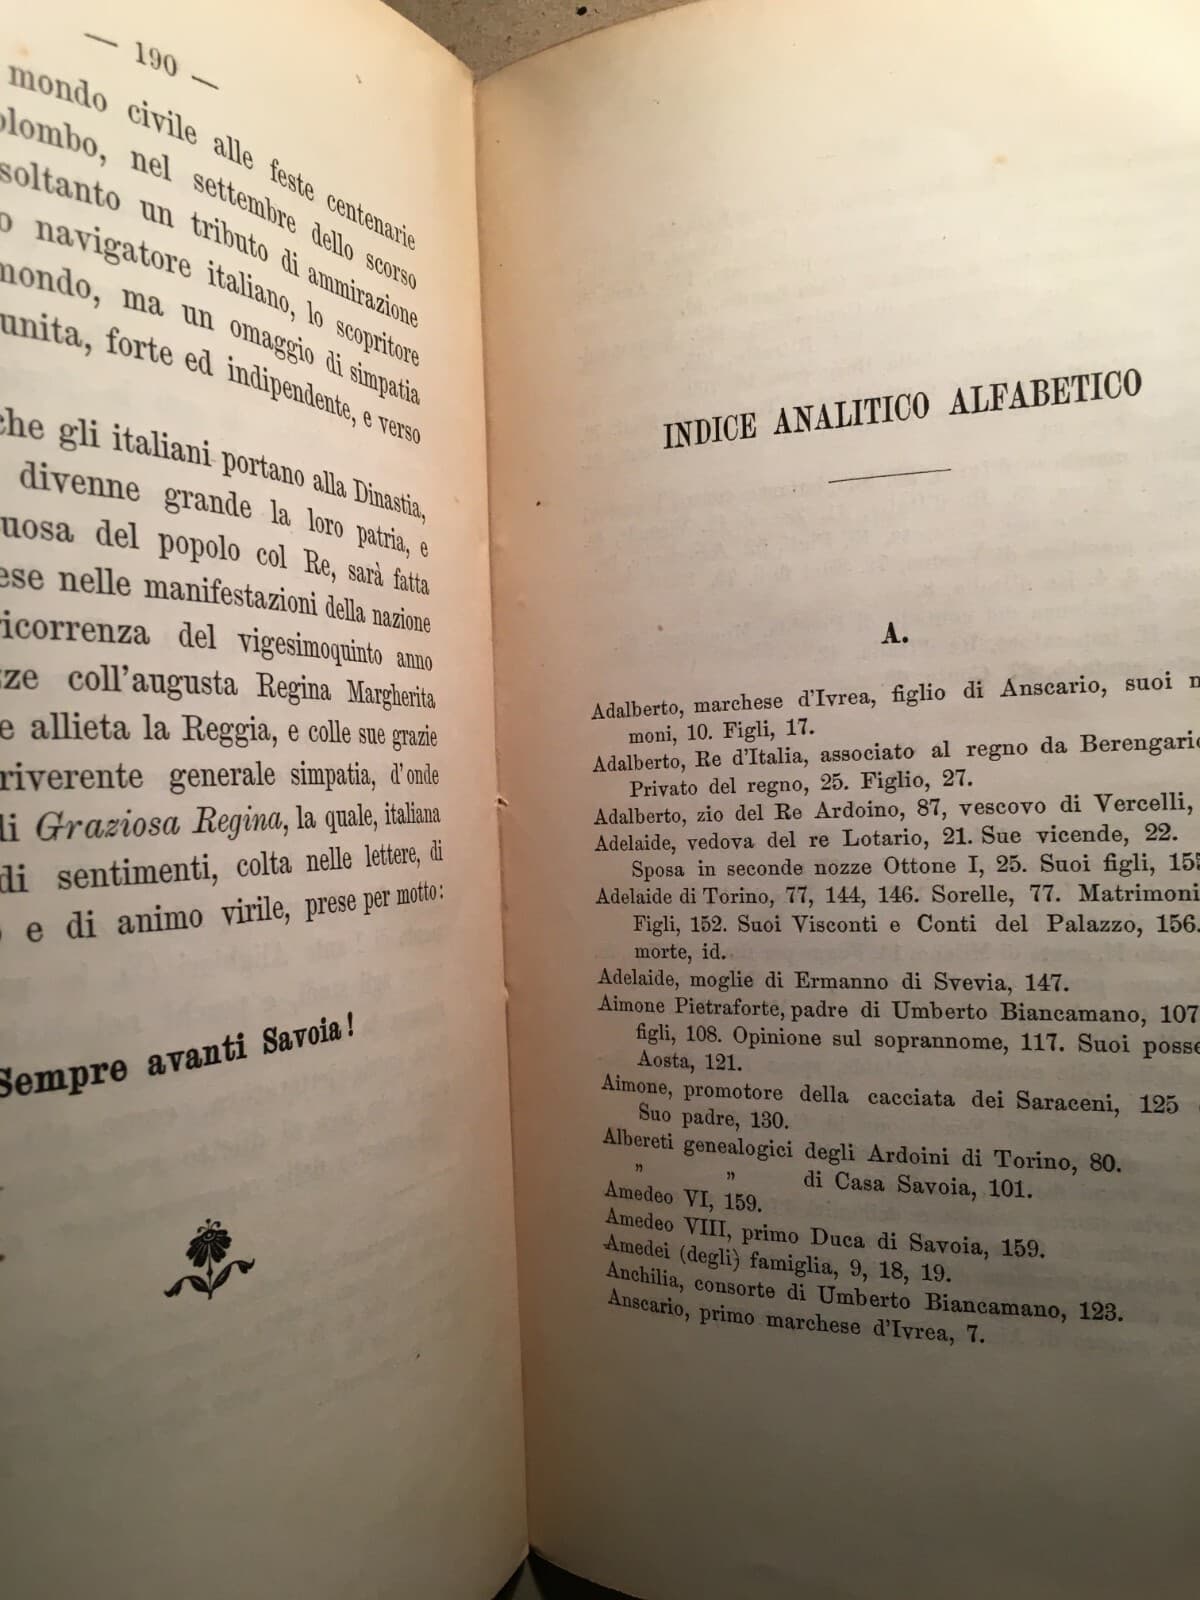 — 190 —
mondo civile alle feste centenarie
nel settembre dello scorso
soltanto un tributo di ammirazione
navigatore italiano, lo scopritore
mondo, ma un omaggio di simpatia
unita, forte ed indipendente, e verso
che gli italiani portano alla Dinastia,
divenne grande la loro patria, e
uosa del popolo col Re, sarà fatta
ese nelle manifestazioni della nazione
icorrenza del vigesimoquinto anno
ze coll'augusta Regina Margherita
e allieta la Reggia, e colle sue grazie
riverente generale simpatia, d'onde
di Graziosa Regina, la quale, italiana
di sentimenti, colta nelle lettere, di
e di animo virile, prese per motto:
Sempre avanti Savoia!
INDICE ANALITICO ALFABETICO
A.
Adalberto, marchese d'Ivrea, figlio di Anscario, suoi
moni, 10. Figli, 17.
Adalberto, Re d'Italia, associato al regno da Berengario
Privato del regno, 25. Figlio, 27.
Adalberto, zio del Re Ardoino, 87, vescovo di Vercelli,
Adelaide, vedova del re Lotario, 21. Sue vicende, 22.
Sposa in seconde nozze Ottone I, 25. Suoi figli,
Adelaide di Torino, 77, 144, 146. Sorelle, 77. Matrimoni
Figli, 152. Suoi Visconti e Conti del Palazzo, 156.
morte, id.
Adelaide, moglie di Ermanno di Svevia, 147.
Aimone Pietraforte, padre di Umberto Biancamano, 107
figli, 108. Opinione sul soprannome, 117. Suoi posse
Aosta, 121.
Aimone, promotore della cacciata dei Saraceni, 125
Suo padre, 130.
Albereti genealogici degli Ardoini di Torino, 80.
" " di Casa Savoia, 101.
Amedeo VI, 159.
Amedeo VIII, primo Duca di Savoia, 159.
Amedei (degli) famiglia, 9, 18, 19.
Anchilia, consorte di Umberto Biancamano, 123.
Anscario, primo marchese d'Ivrea, 7.